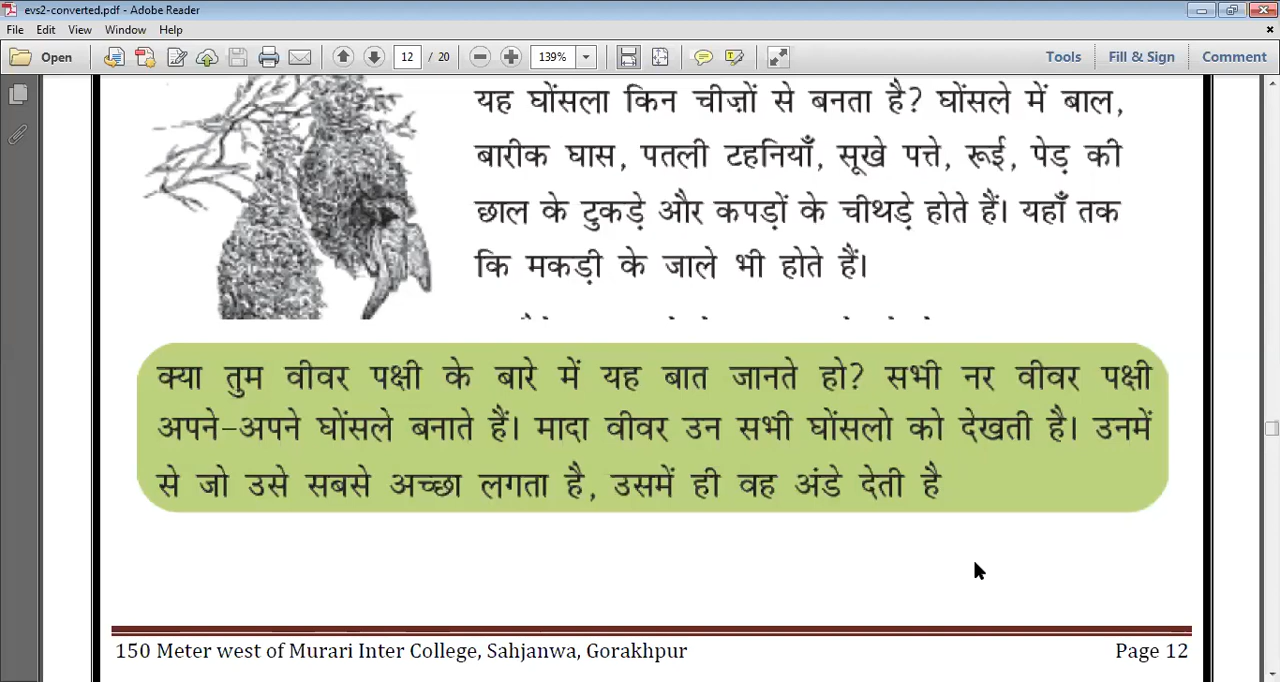 evs2-converted.pdf - Adobe Reader
File Edit View Window Help
Open 12 / 20 139% Tools Fill & Sign Comment
यह घोंसला किन चीज़ों से बनता है? घोंसले में बाल,
बारीक घास, पतली टहनियाँ, सूखे पत्ते, रूई, पेड़ की
छाल के टुकड़े और कपड़ों के चीथड़े होते हैं। यहाँ तक
कि मकड़ी के जाले भी होते हैं।
क्या तुम वीवर पक्षी के बारे में यह बात जानते हो? सभी नर वीवर पक्षी
अपने-अपने घोंसले बनाते हैं। मादा वीवर उन सभी घोंसलो को देखती है। उनमें
से जो उसे सबसे अच्छा लगता है, उसमें ही वह अंडे देती है
150 Meter west of Murari Inter College, Sahjanwa, Gorakhpur Page 12